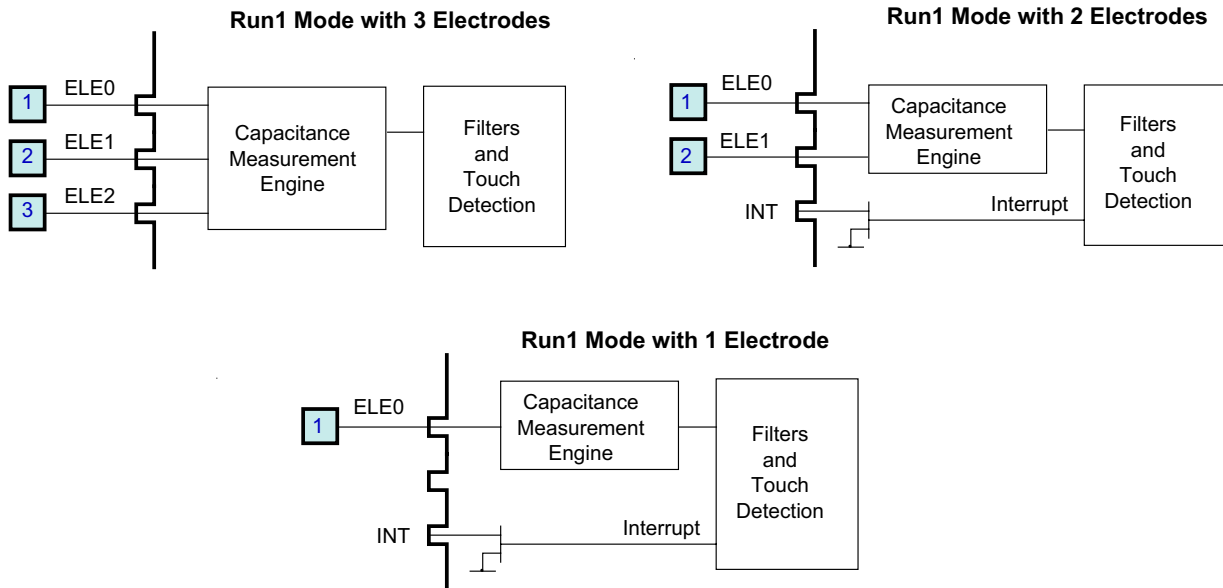 Run1 Mode with 3 Electrodes
ELE0
1
ELE1
2
ELE2
3
Capacitance
Measurement
Engine
Filters
and
Touch
Detection
Run1 Mode with 2 Electrodes
ELE0
1
ELE1
2
INT
Capacitance
Measurement
Engine
Interrupt
Filters
and
Touch
Detection
Run1 Mode with 1 Electrode
ELE0
1
INT
Capacitance
Measurement
Engine
Interrupt
Filters
and
Touch
Detection